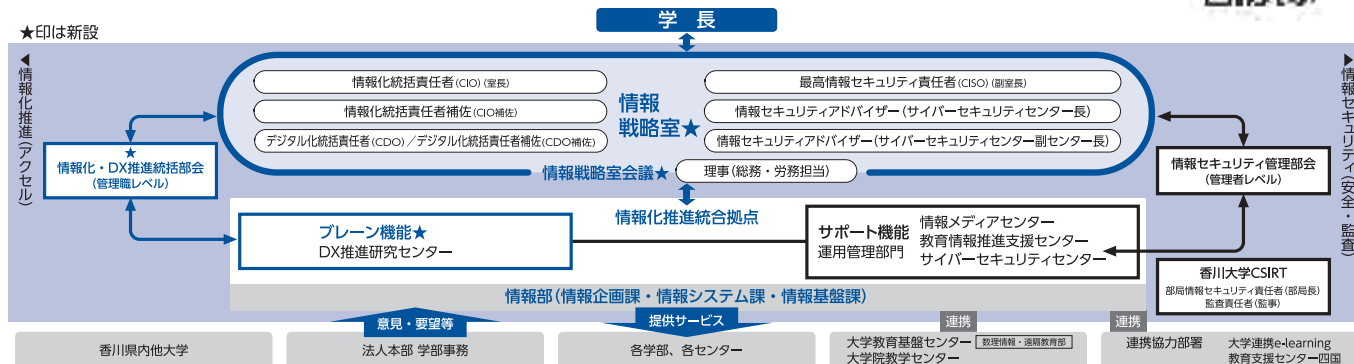 学 長
★印は新設
◀情報化推進(アクセル)
▶情報セキュリティ(安全・監査)
情報化統括責任者(CIO)(室長)
情報化統括責任者補佐(CIO補佐)
デジタル化統括責任者(CDO)/デジタル化統括責任者補佐(CDO補佐)
情報
戦略室★
最高情報セキュリティ責任者(CISO)(副室長)
情報セキュリティアドバイザー(サイバーセキュリティセンター長)
情報セキュリティアドバイザー(サイバーセキュリティセンター副センター長)
情報戦略室会議★
理事(総務・労務担当)
★
情報化・DX推進統括部会
(管理職レベル)
情報セキュリティ管理部会
(管理者レベル)
情報化推進統合拠点
ブレーン機能★
DX推進研究センター
サポート機能
運用管理部門
情報メディアセンター
教育情報推進支援センター
サイバーセキュリティセンター
香川大学CSIRT
部局情報セキュリティ責任者(部局長)
監査責任者(監事)
情報部(情報企画課・情報システム課・情報基盤課)
意見・要望等
提供サービス
連携
連携
香川県内他大学
法人本部 学部事務
各学部、各センター
大学教育基盤センター 数理情報・遠隔教育部
大学院教学センター
連携協力部署
大学連携e-learning
教育支援センター四国